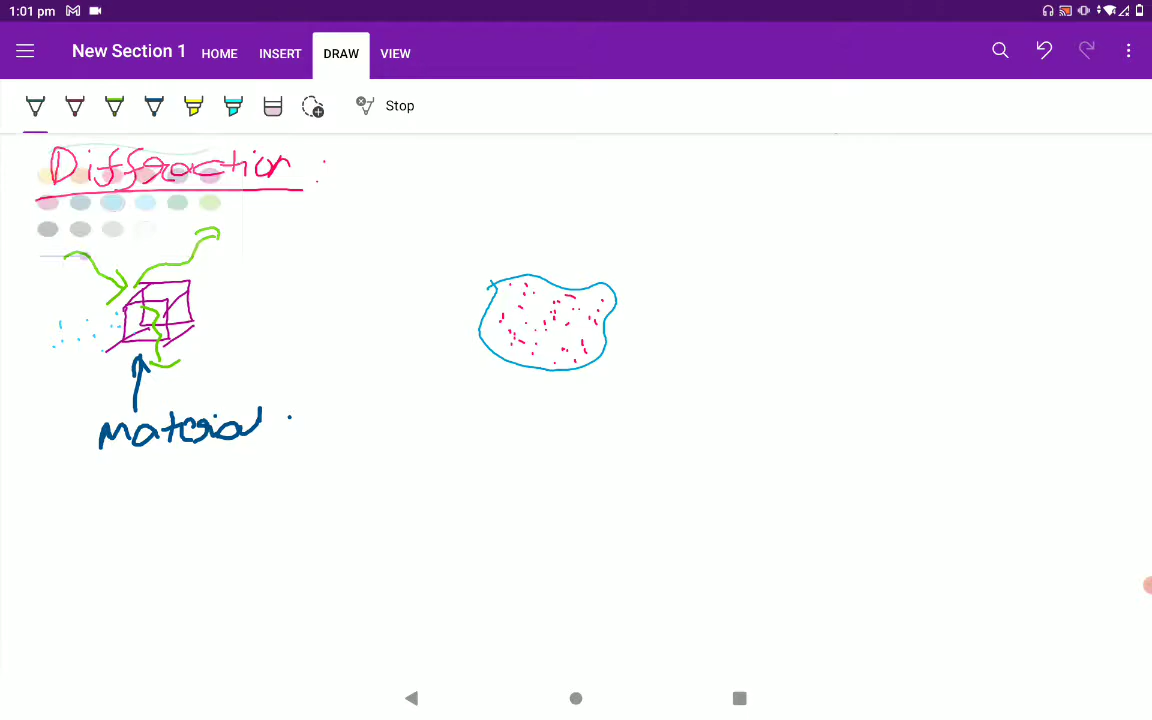 1:01 pm
New Section 1 HOME INSERT DRAW VIEW
Stop
Diffraction :
Material